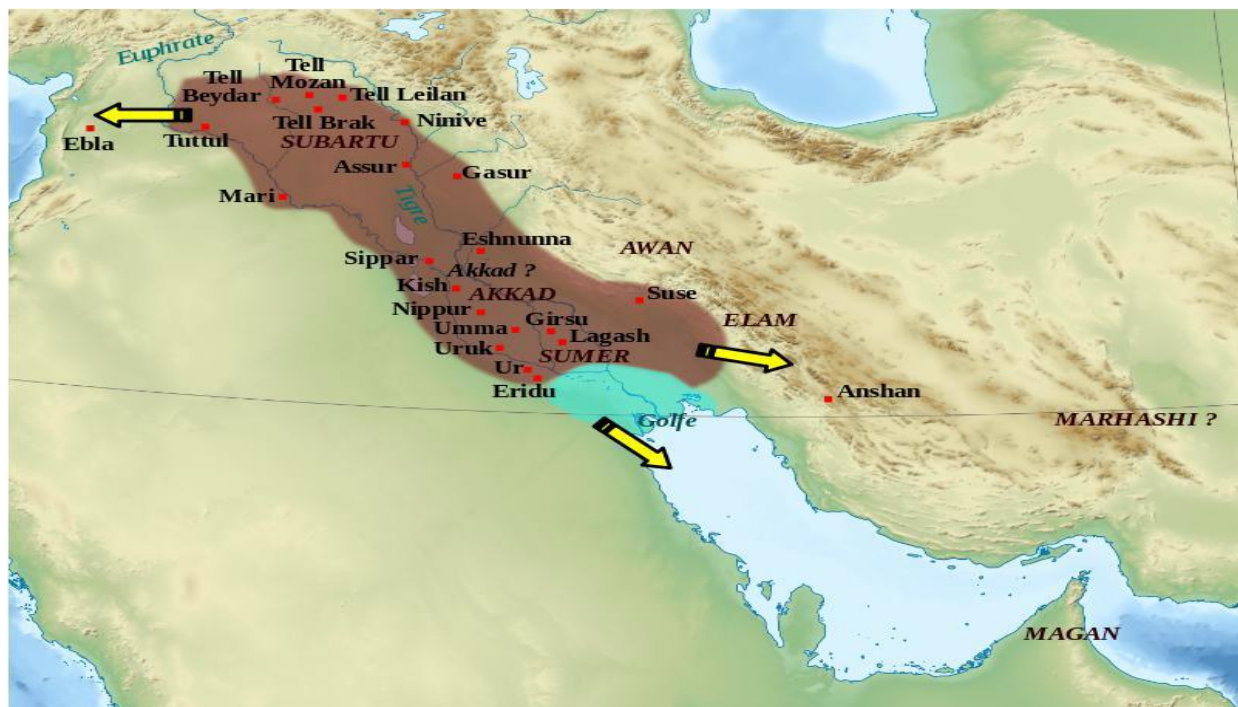 Euphrate
Tell
Mozan
Tell
Beydar
Tell Leilan
Tell Brak
Ninive
Ebla
Tuttul
SUBARTU
Assur
Gasur
Mari
Tigre
Eshnunna
AWAN
Sippar
Akkad ?
Kish
AKKAD
Suse
Nippur
Girsu
ELAM
Umma
Lagash
Uruk
SUMER
Ur
Eridu
Anshan
Golfe
MARHASHI ?
MAGAN